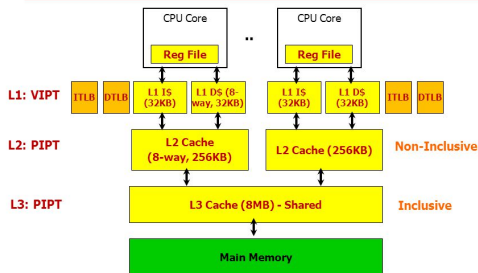 CPU Core
CPU Core
Reg File
..
Reg File
L1: VIPT
ITLB
DTLB
L1 I$
(32KB)
L1 D$ (8-
way, 32KB)
L1 I$
(32KB)
L1 D$
(32KB)
ITLB
DTLB
L2: PIPT
L2 Cache
(8-way, 256KB)
L2 Cache (256KB)
Non-Inclusive
L3: PIPT
L3 Cache (8MB) - Shared
Inclusive
Main Memory